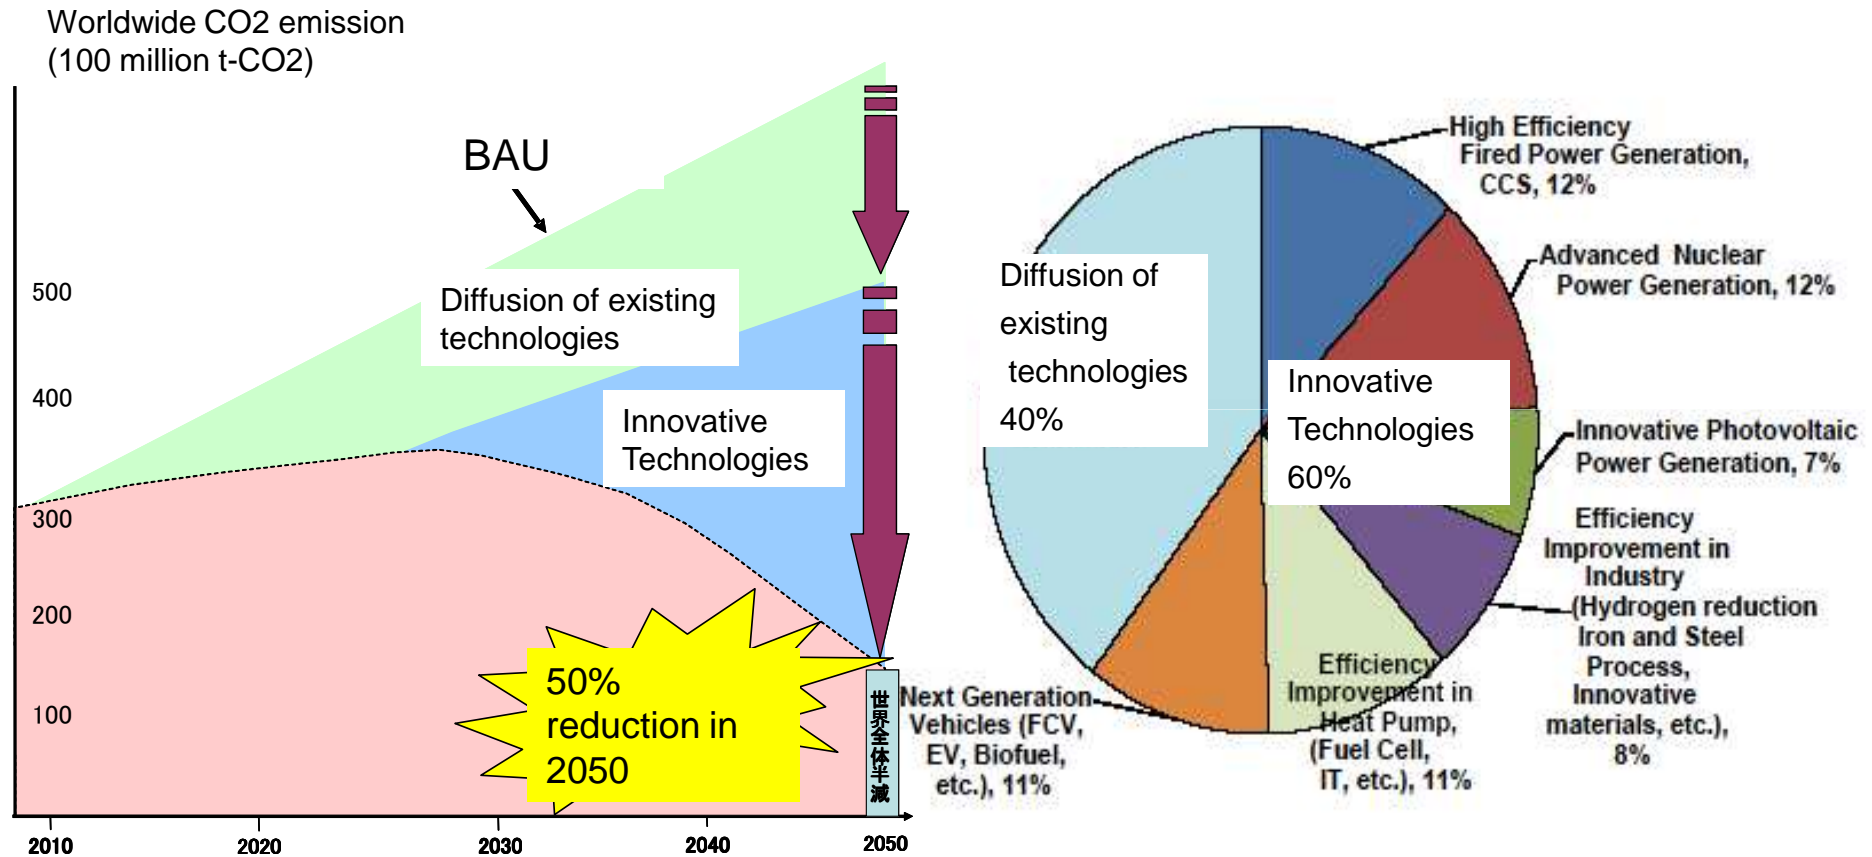 Worldwide CO2 emission
(100 million t-CO2)
BAU
500
400
300
200
100
Diffusion of existing
technologies
Innovative
Technologies
50%
reduction in
2050
世界全体半減
2010
2020
2030
2040
2050
Diffusion of
existing
technologies
40%
Innovative
Technologies
60%
High Efficiency
Fired Power Generation,
CCS, 12%
Advanced Nuclear
Power Generation, 12%
Innovative Photovoltaic
Power Generation, 7%
Efficiency
Improvement in
Industry
(Hydrogen reduction
Iron and Steel
Process,
Innovative
materials, etc.),
8%
Efficiency
Improvement in
Heat Pump,
(Fuel Cell,
IT, etc.), 11%
Next Generation
Vehicles (FCV,
EV, Biofuel,
etc.), 11%